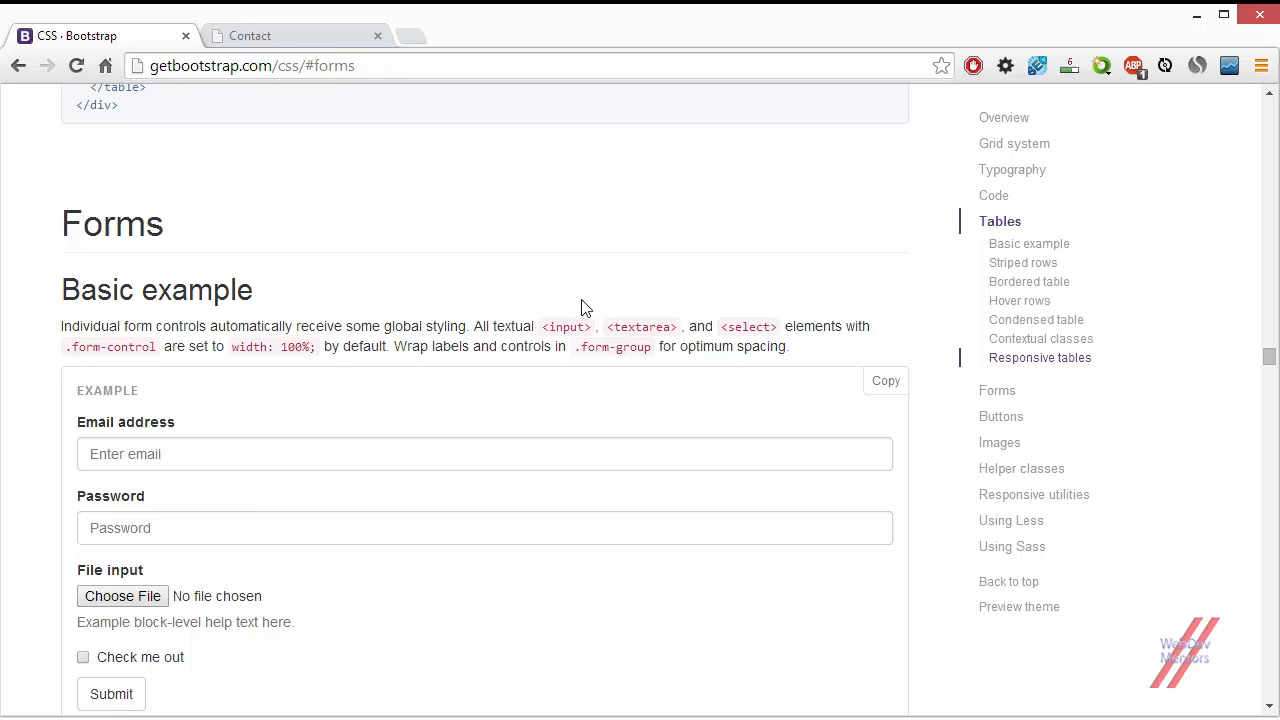 CSS · Bootstrap
Contact
getbootstrap.com/css/#forms
6
ABP
1
</table>
</div>
Forms
Basic example
Individual form controls automatically receive some global styling. All textual <input>, <textarea>, and <select> elements with
.form-control are set to width: 100%; by default. Wrap labels and controls in .form-group for optimum spacing.
EXAMPLE
Copy
Email address
Enter email
Password
Password
File input
Choose File No file chosen
Example block-level help text here.
Check me out
Submit
Overview
Grid system
Typography
Code
Tables
Basic example
Striped rows
Bordered table
Hover rows
Condensed table
Contextual classes
Responsive tables
Forms
Buttons
Images
Helper classes
Responsive utilities
Using Less
Using Sass
Back to top
Preview theme
WebDev
Mentors